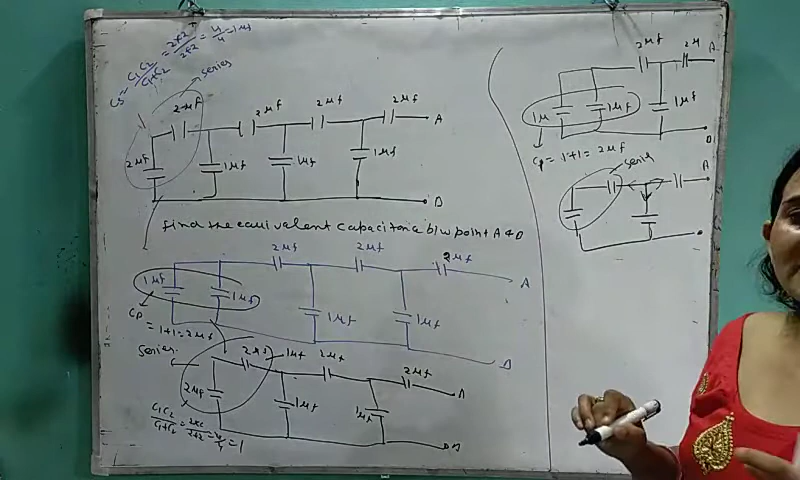 Cs = C1C2/C1+C2 = 2×2/2+2 = 4/4 = 1μf
series
2μf 2μf 2μf 2μf
A
2μf 1μf 1μf 1μf
B
find the equivalent capacitance b/w point A & B
2μf 2μf 2μf
A
1μf 1μf 1μf 1μf
Cp = 1+1 = 2μf
B
series
2μf 1μf 2μf 2μf
A
2μf 1μf 1μf
C1C2/C1+C2 = 2×2/2+2 = 4/4 = 1
B
2μf 2μ A
1μ 1μf 1μf
B
Cp = 1+1 = 2μf
series
A